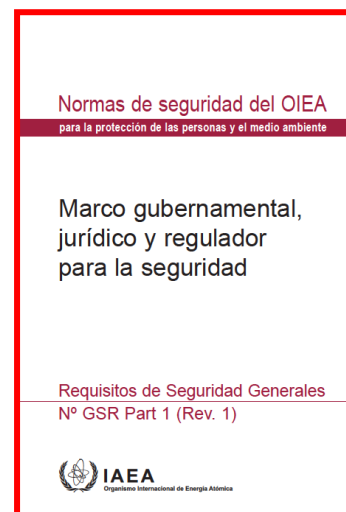 Normas de seguridad del OIEA
para la protección de las personas y el medio ambiente
Marco gubernamental,
jurídico y regulador
para la seguridad
Requisitos de Seguridad Generales
Nº GSR Part 1 (Rev. 1)
IAEA
Organismo Internacional de Energía Atómica